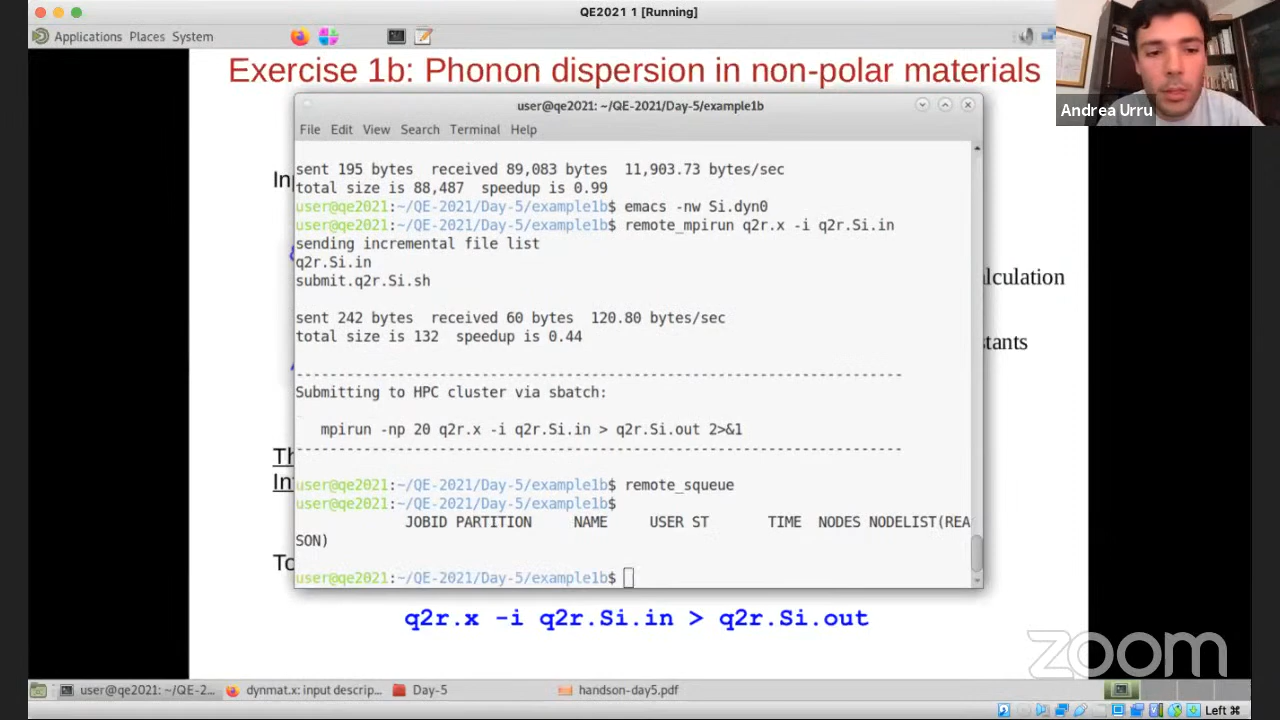 QE2021 1 [Running]
Applications Places System
Exercise 1b: Phonon dispersion in non-polar materials
Andrea Urru
user@qe2021: ~/QE-2021/Day-5/example1b
File Edit View Search Terminal Help
sent 195 bytes  received 89,083 bytes  11,903.73 bytes/sec
total size is 88,487  speedup is 0.99
user@qe2021:~/QE-2021/Day-5/example1b$ emacs -nw Si.dyn0
user@qe2021:~/QE-2021/Day-5/example1b$ remote_mpirun q2r.x -i q2r.Si.in
sending incremental file list
q2r.Si.in
submit.q2r.Si.sh
alculation
sent 242 bytes  received 60 bytes  120.80 bytes/sec
total size is 132  speedup is 0.44
stants
--------------------------------------------------------------------
Submitting to HPC cluster via sbatch:
mpirun -np 20 q2r.x -i q2r.Si.in > q2r.Si.out 2>&1
--------------------------------------------------------------------
user@qe2021:~/QE-2021/Day-5/example1b$ remote_squeue
user@qe2021:~/QE-2021/Day-5/example1b$
JOBID PARTITION     NAME     USER ST       TIME  NODES NODELIST(REA
SON)
To
user@qe2021:~/QE-2021/Day-5/example1b$
q2r.x -i q2r.Si.in > q2r.Si.out
zoom
user@qe2021: ~/QE-2... dynmat.x: input descrip... Day-5 handson-day5.pdf
Left ⌘